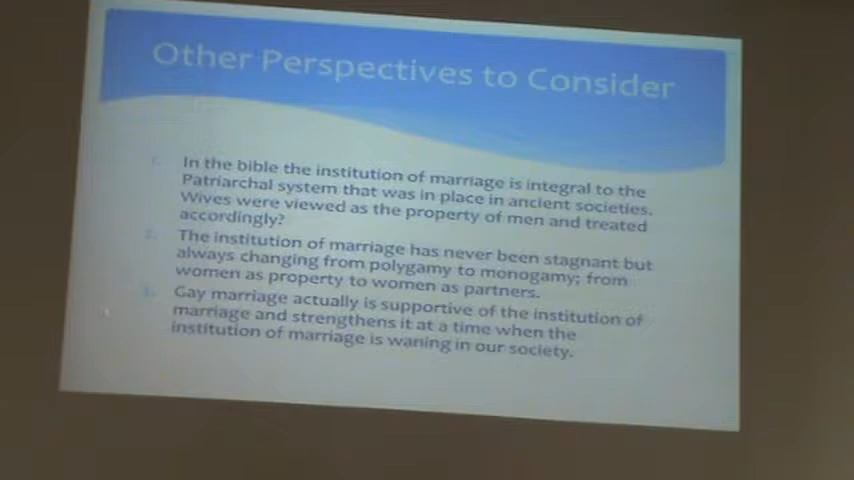 Other Perspectives to Consider
1. In the bible the institution of marriage is integral to the
Patriarchal system that was in place in ancient societies.
Wives were viewed as the property of men and treated
accordingly?
2. The institution of marriage has never been stagnant but
always changing from polygamy to monogamy; from
women as property to women as partners.
3. Gay marriage actually is supportive of the institution of
marriage and strengthens it at a time when the
institution of marriage is waning in our society.